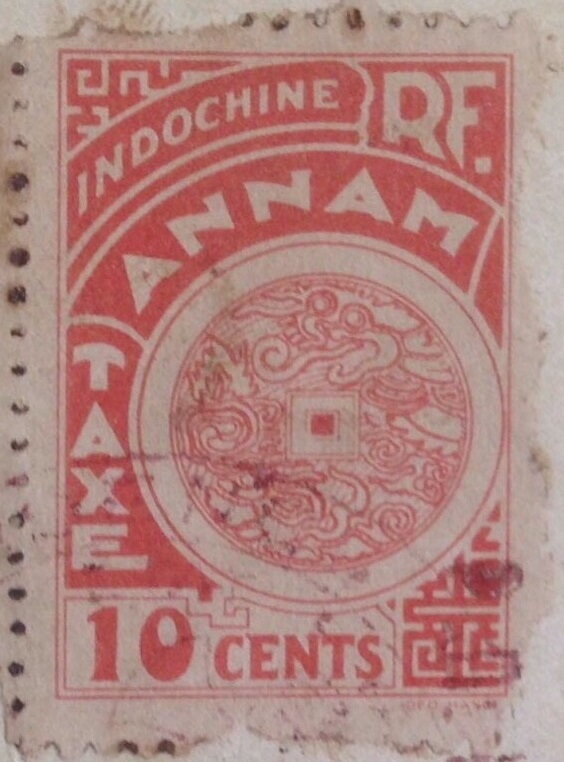 INDOCHINE
RF.
ANNAM
TAXE
10 CENTS